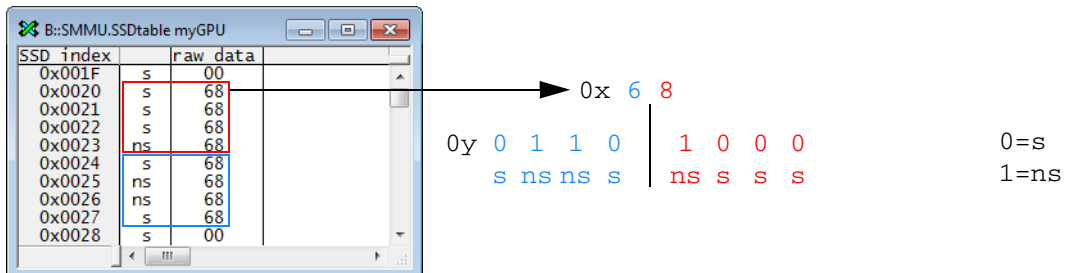 B::SMMU.SSDtable myGPU
SSD index raw data
0x001F s 00
0x0020 s 68
0x0021 s 68
0x0022 s 68
0x0023 ns 68
0x0024 s 68
0x0025 ns 68
0x0026 ns 68
0x0027 s 68
0x0028 s 00
0x 6 8
0y 0 1 1 0 1 0 0 0
s ns ns s ns s s s
0=s
1=ns